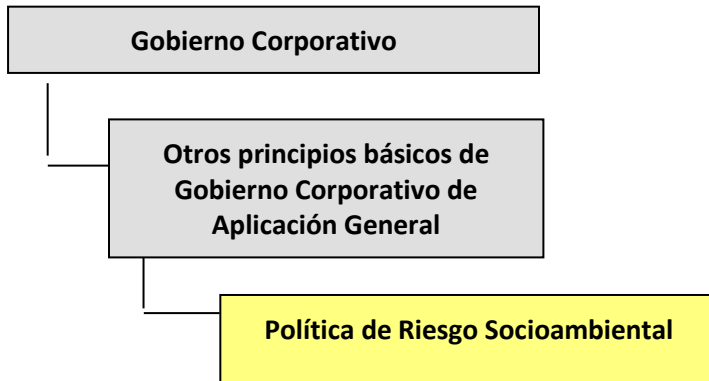 Gobierno Corporativo
Otros principios básicos de
Gobierno Corporativo de
Aplicación General
Política de Riesgo Socioambiental